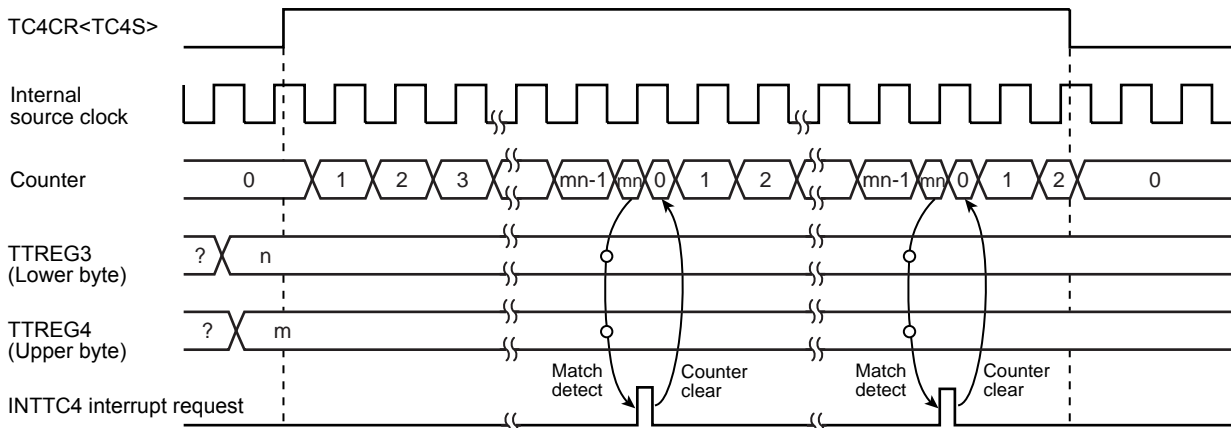 TC4CR<TC4S>
Internal
source clock
Counter
0 1 2 3 mn-1 mn 0 1 2 mn-1 mn 0 1 2 0
TTREG3
(Lower byte)
? n
TTREG4
(Upper byte)
? m
Match
detect
Counter
clear
Match
detect
Counter
clear
INTTC4 interrupt request